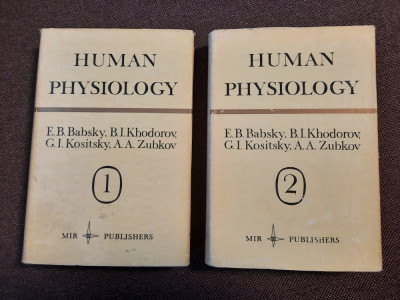 HUMAN
PHYSIOLOGY
E.B.Babsky, B.I.Khodorov,
G.I.Kositsky, A.A.Zubkov
1
MIR PUBLISHERS
HUMAN
PHYSIOLOGY
E.B.Babsky, B.I.Khodorov,
G.I.Kositsky, A.A.Zubkov
2
MIR PUBLISHERS